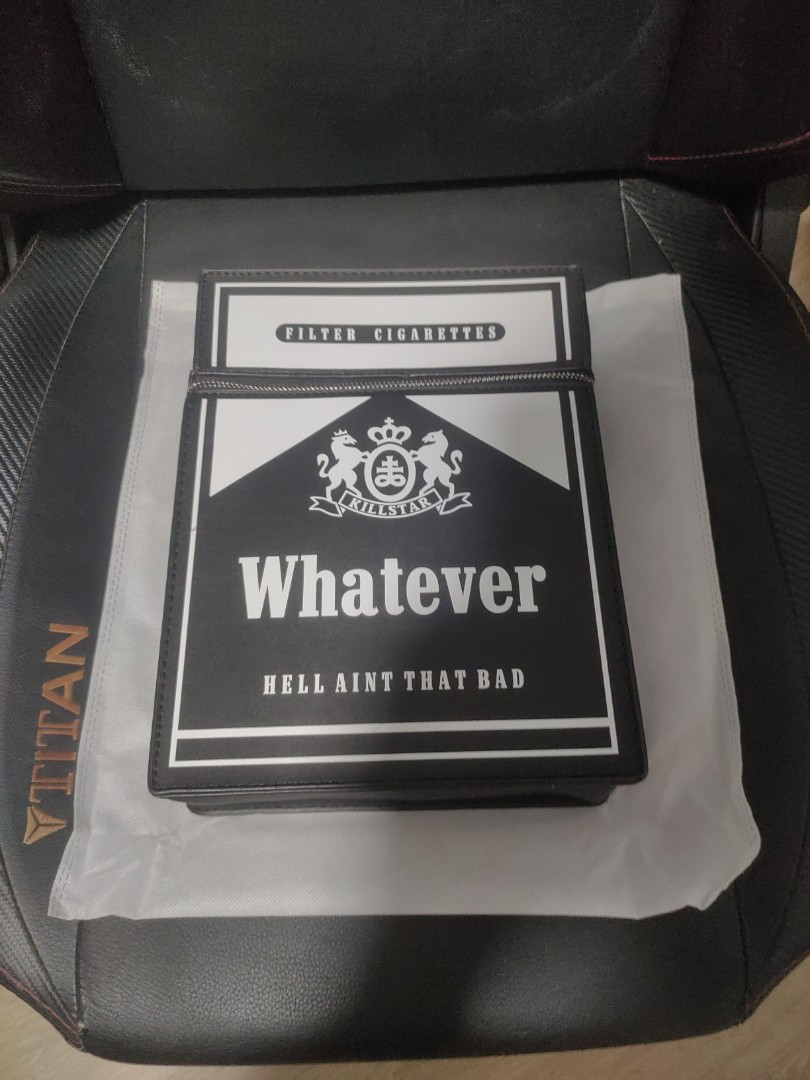 FILTER CIGARETTES
KILLSTAR
Whatever
HELL AINT THAT BAD
TITAN